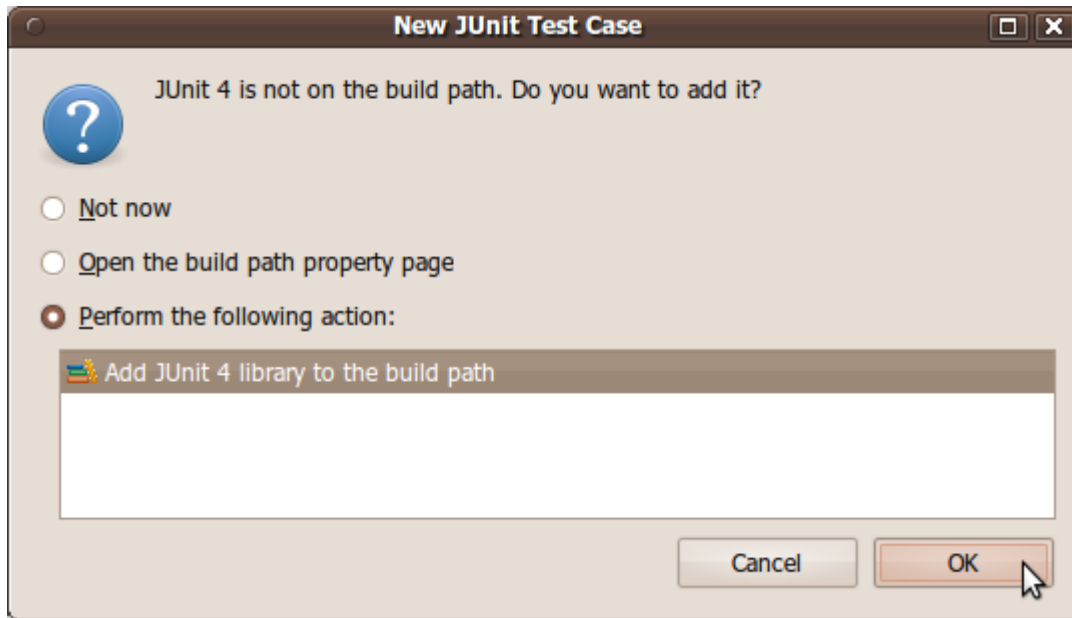 New JUnit Test Case
JUnit 4 is not on the build path. Do you want to add it?
Not now
Open the build path property page
Perform the following action:
Add JUnit 4 library to the build path
Cancel
OK